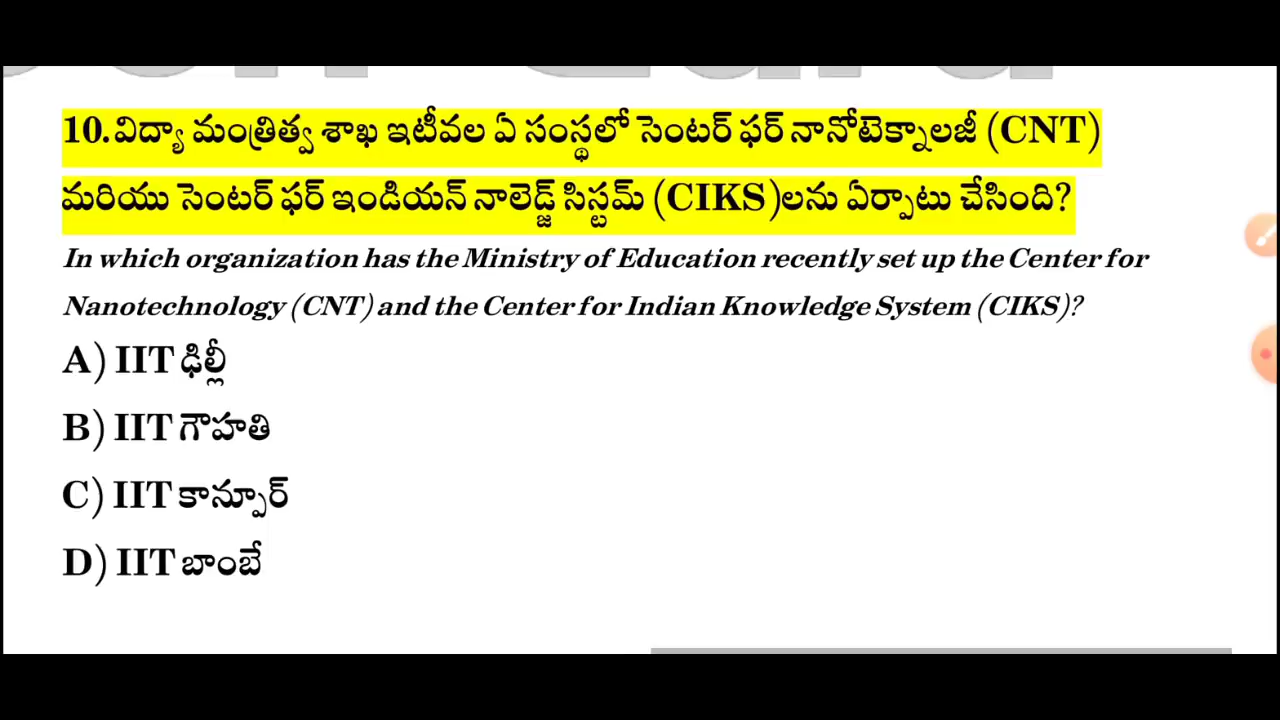 10.విద్యా మంత్రిత్వ శాఖ ఇటీవల ఏ సంస్థలో సెంటర్ ఫర్ నానోటెక్నాలజీ (CNT)
మరియు సెంటర్ ఫర్ ఇండియన్ నాలెడ్జ్ సిస్టమ్ (CIKS)లను ఏర్పాటు చేసింది?
In which organization has the Ministry of Education recently set up the Center for
Nanotechnology (CNT) and the Center for Indian Knowledge System (CIKS)?
A) IIT ఢిల్లీ
B) IIT గౌహతి
C) IIT కాన్పూర్
D) IIT బాంబే